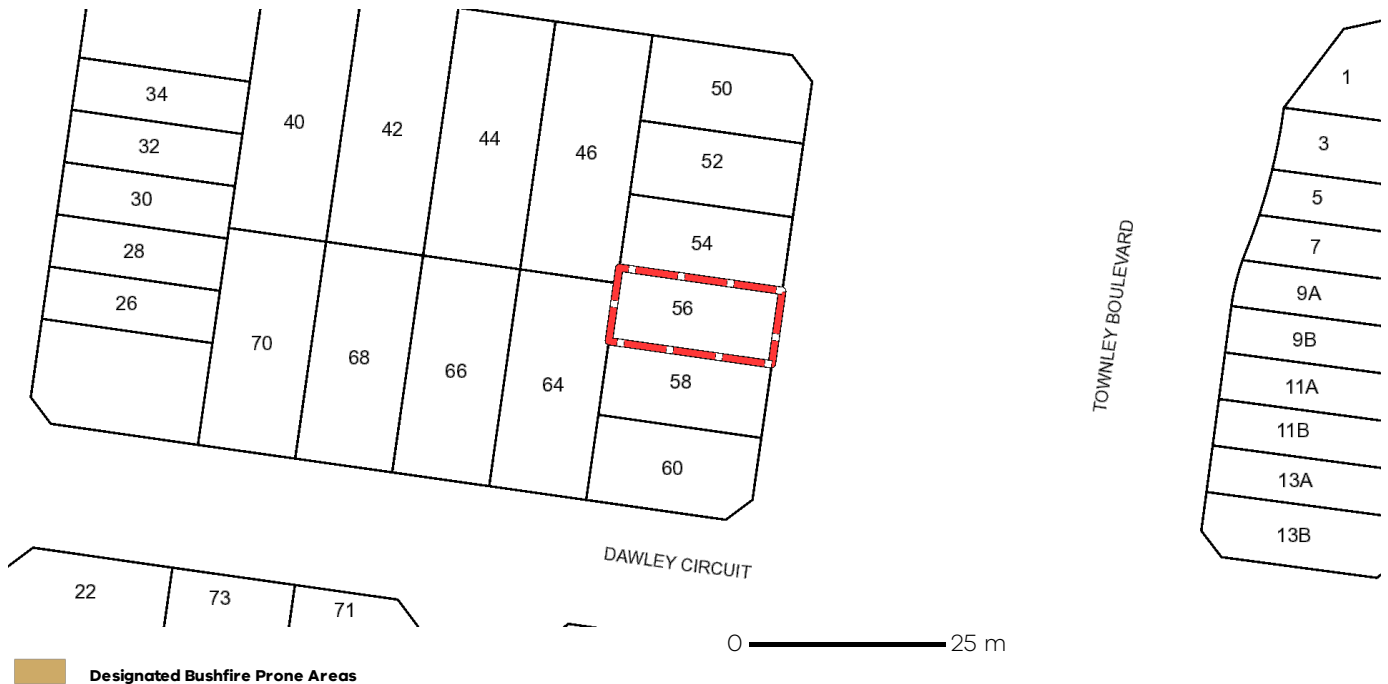 1
50
34
40
42
44
46
3
32
52
30
5
54
28
7
26
56
9A
9B
70
68
66
64
58
11A
TOWNLEY BOULEVARD
11B
60
13A
13B
DAWLEY CIRCUIT
22
73
71
0 25 m
Designated Bushfire Prone Areas